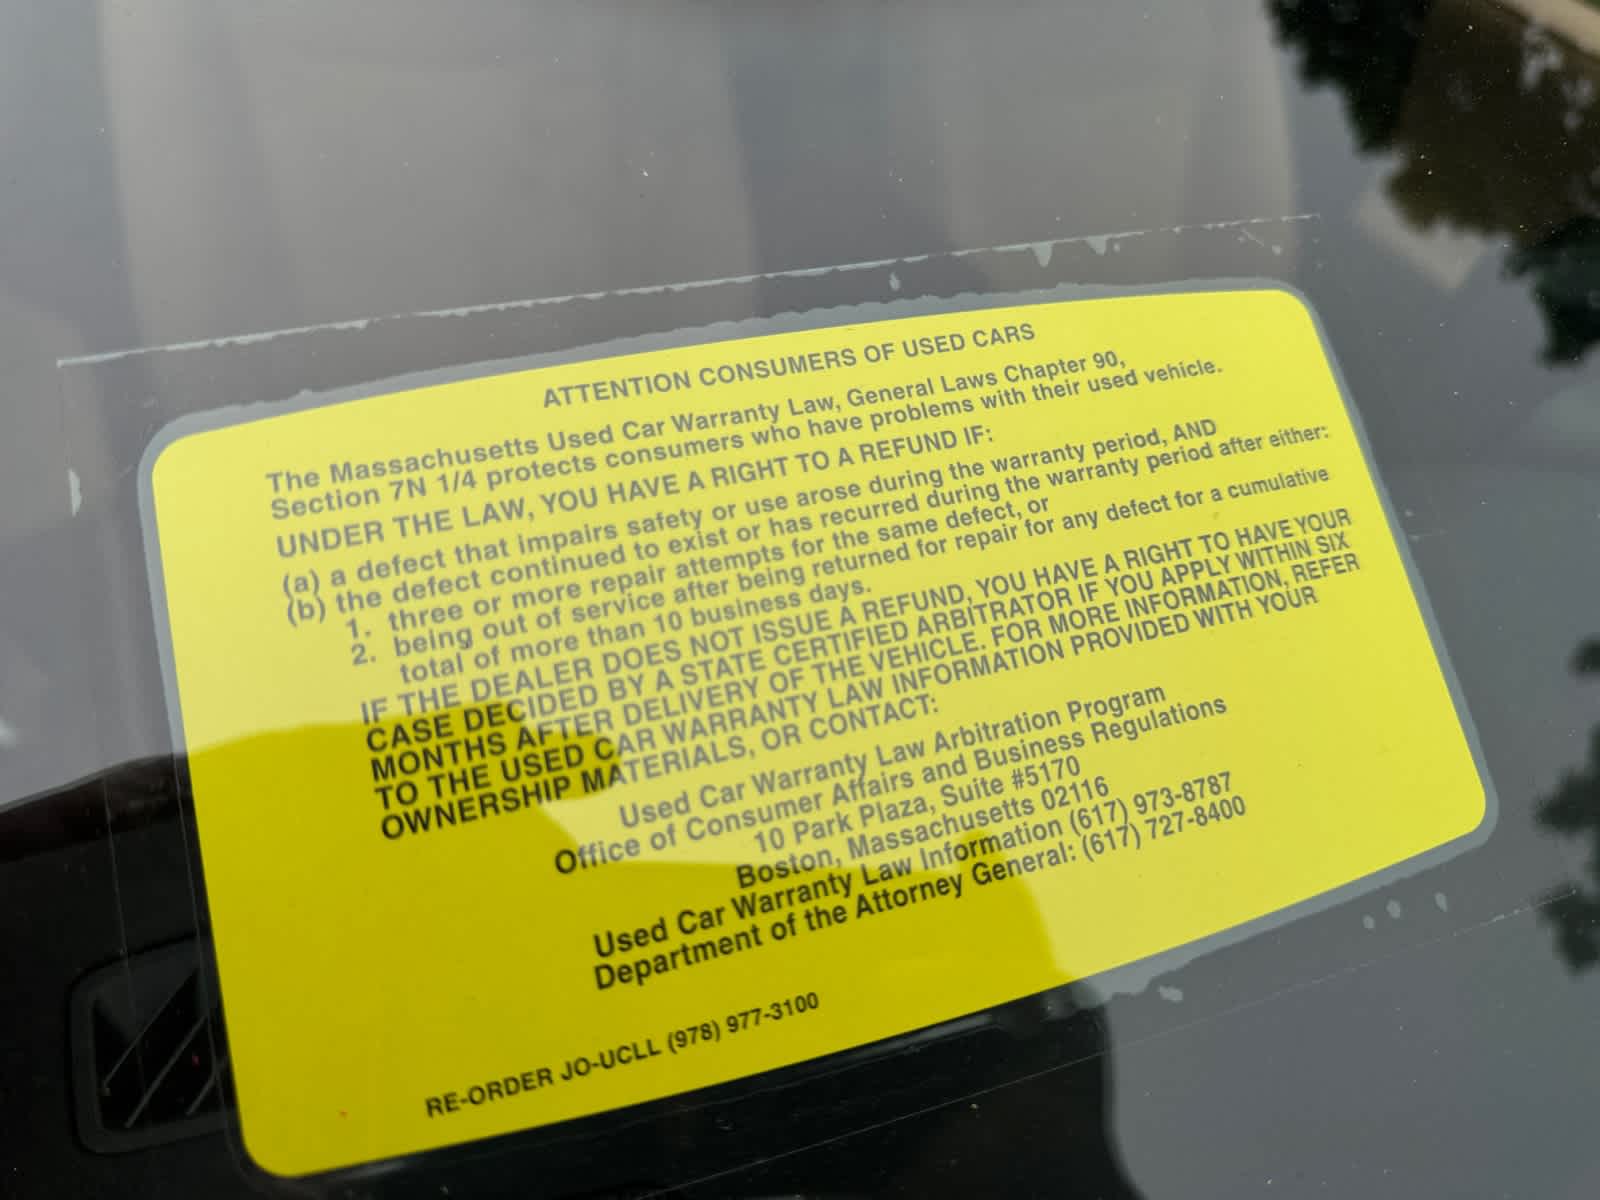 ATTENTION CONSUMERS OF USED CARS
The Massachusetts Used Car Warranty Law, General Laws Chapter 90,
Section 7N 1/4 protects consumers who have problems with their used vehicle.
UNDER THE LAW, YOU HAVE A RIGHT TO A REFUND IF:
(a) a defect that impairs safety or use arose during the warranty period, AND
(b) the defect continued to exist or has recurred during the warranty period after either:
1. three or more repair attempts for the same defect, or
2. being out of service after being returned for repair for any defect for a cumulative
total of more than 10 business days.
IF THE DEALER DOES NOT ISSUE A REFUND, YOU HAVE A RIGHT TO HAVE YOUR
CASE DECIDED BY A STATE CERTIFIED ARBITRATOR IF YOU APPLY WITHIN SIX
MONTHS AFTER DELIVERY OF THE VEHICLE. FOR MORE INFORMATION, REFER
TO THE USED CAR WARRANTY LAW INFORMATION PROVIDED WITH YOUR
OWNERSHIP MATERIALS, OR CONTACT:
Used Car Warranty Law Arbitration Program
Office of Consumer Affairs and Business Regulations
10 Park Plaza, Suite #5170
Boston, Massachusetts 02116
Used Car Warranty Law Information (617) 973-8787
Department of the Attorney General: (617) 727-8400
RE-ORDER JO-UCLL (978) 977-3100